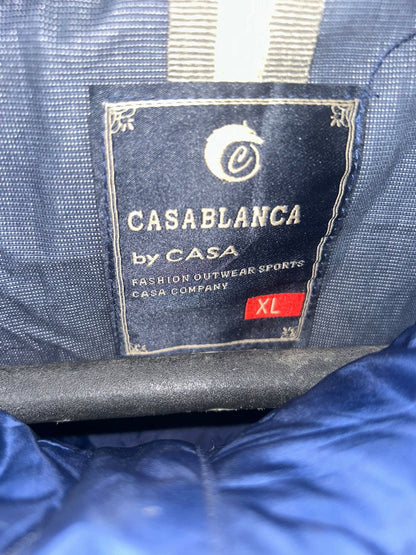 C
CASABLANCA
by CASA
FASHION OUTWEAR SPORTS
CASA COMPANY
XL